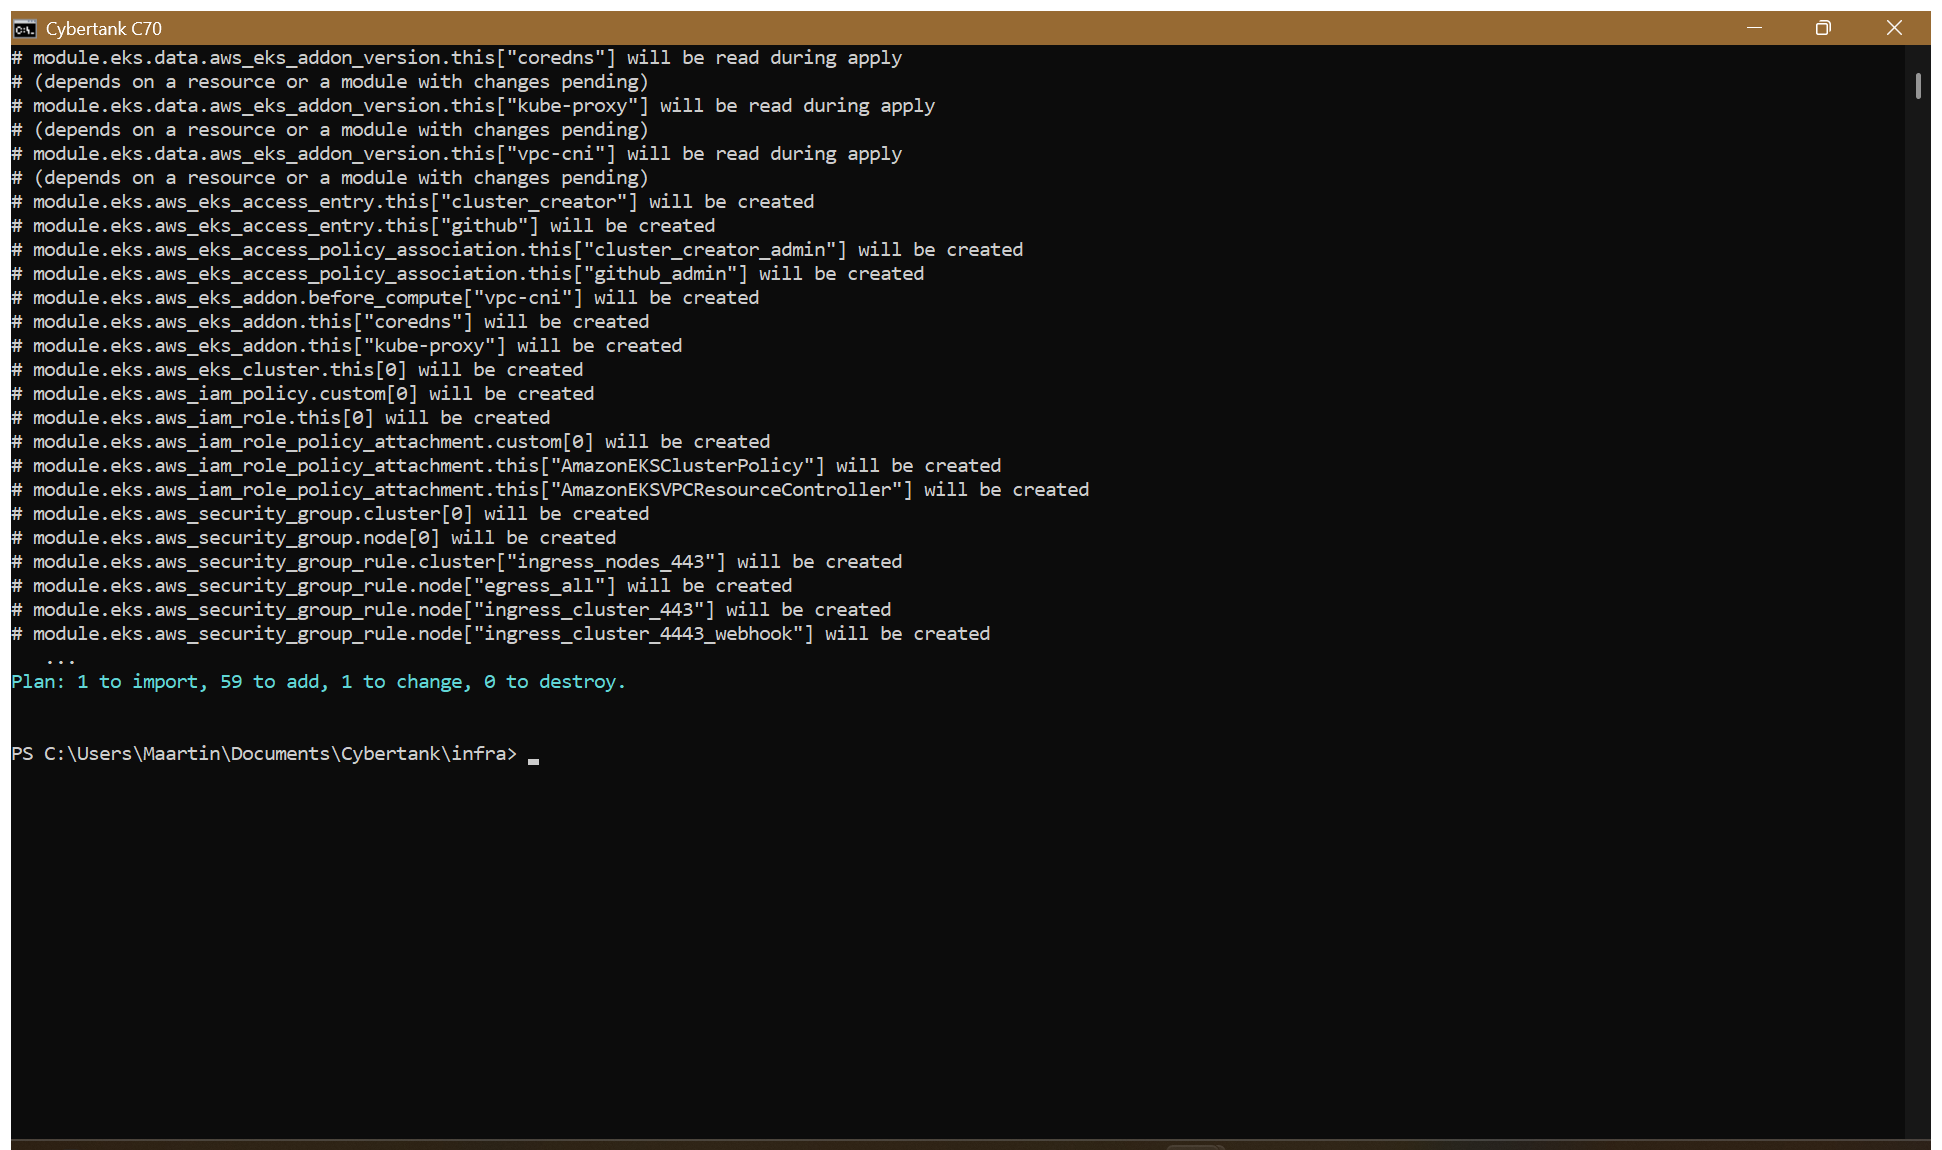 Cybertank C70
# module.eks.data.aws_eks_addon_version.this["coredns"] will be read during apply
# (depends on a resource or a module with changes pending)
# module.eks.data.aws_eks_addon_version.this["kube-proxy"] will be read during apply
# (depends on a resource or a module with changes pending)
# module.eks.data.aws_eks_addon_version.this["vpc-cni"] will be read during apply
# (depends on a resource or a module with changes pending)
# module.eks.aws_eks_access_entry.this["cluster_creator"] will be created
# module.eks.aws_eks_access_entry.this["github"] will be created
# module.eks.aws_eks_access_policy_association.this["cluster_creator_admin"] will be created
# module.eks.aws_eks_access_policy_association.this["github_admin"] will be created
# module.eks.aws_eks_addon.before_compute["vpc-cni"] will be created
# module.eks.aws_eks_addon.this["coredns"] will be created
# module.eks.aws_eks_addon.this["kube-proxy"] will be created
# module.eks.aws_eks_cluster.this[0] will be created
# module.eks.aws_iam_policy.custom[0] will be created
# module.eks.aws_iam_role.this[0] will be created
# module.eks.aws_iam_role_policy_attachment.custom[0] will be created
# module.eks.aws_iam_role_policy_attachment.this["AmazonEKSClusterPolicy"] will be created
# module.eks.aws_iam_role_policy_attachment.this["AmazonEKSVPCResourceController"] will be created
# module.eks.aws_security_group.cluster[0] will be created
# module.eks.aws_security_group.node[0] will be created
# module.eks.aws_security_group_rule.cluster["ingress_nodes_443"] will be created
# module.eks.aws_security_group_rule.node["egress_all"] will be created
# module.eks.aws_security_group_rule.node["ingress_cluster_443"] will be created
# module.eks.aws_security_group_rule.node["ingress_cluster_4443_webhook"] will be created
...
Plan: 1 to import, 59 to add, 1 to change, 0 to destroy.
PS C:\Users\Maartin\Documents\Cybertank\infra>